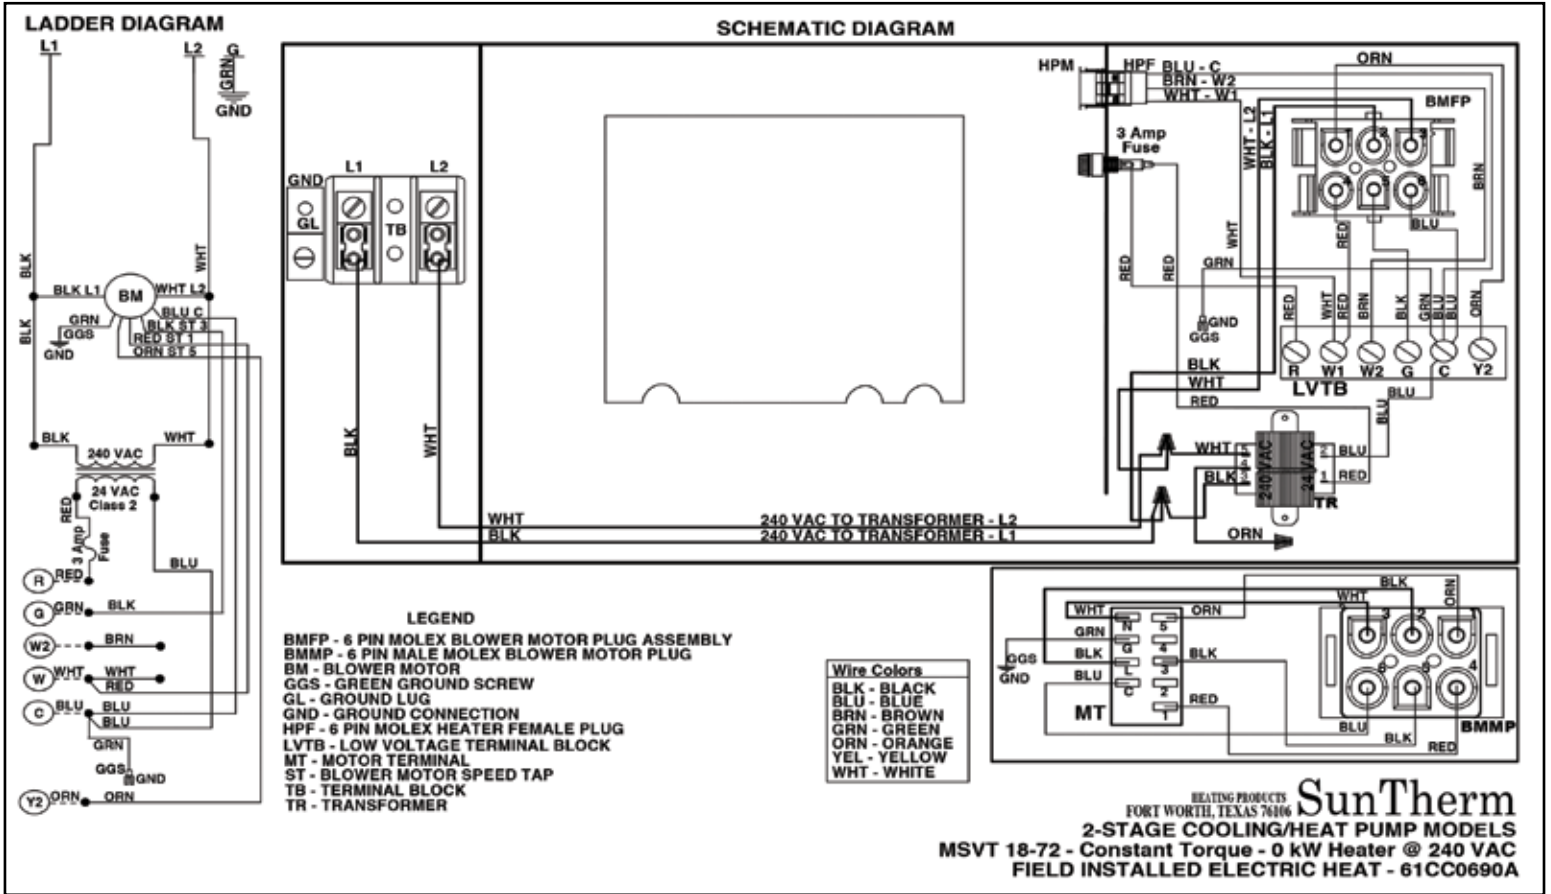 LADDER DIAGRAM
L1
L2
G
GRN
GND
BLK
WHT
BLK L1
BM
WHT L2
BLU C
BLK ST 3
RED ST 1
ORN ST 5
GRN
GGS
GND
BLK
BLK
WHT
240 VAC
24 VAC
Class 2
RED
3 Amp
Fuse
BLU
R
RED
G
GRN
BLK
W2
BRN
W
WHT
WHT
RED
C
BLU
BLU
BLU
GRN
GGS
GND
Y2
ORN
ORN
SCHEMATIC DIAGRAM
GND
L1
L2
GL
TB
BLK
WHT
WHT
BLK
240 VAC TO TRANSFORMER - L2
240 VAC TO TRANSFORMER - L1
HPM
HPF
BLU - C
BRN - W2
WHT - W1
ORN
BMFP
3 Amp
Fuse
WHT - L2
BLK - L1
1
2
3
4
5
6
BRN
RED
BLU
WHT
GRN
RED
RED
GND
GGS
RED
WHT
RED
BRN
BLK
GRN
BLU
BLU
ORN
R
W1
W2
G
C
Y2
LVTB
BLK
WHT
RED
BLU
BLU
WHT
BLK
240 VAC
24 VAC
2
1
BLU
RED
TR
ORN
LEGEND
BMFP - 6 PIN MOLEX BLOWER MOTOR PLUG ASSEMBLY
BMMP - 6 PIN MALE MOLEX BLOWER MOTOR PLUG
BM - BLOWER MOTOR
GGS - GREEN GROUND SCREW
GL - GROUND LUG
GND - GROUND CONNECTION
HPF - 6 PIN MOLEX HEATER FEMALE PLUG
LVTB - LOW VOLTAGE TERMINAL BLOCK
MT - MOTOR TERMINAL
ST - BLOWER MOTOR SPEED TAP
TB - TERMINAL BLOCK
TR - TRANSFORMER
Wire Colors
BLK - BLACK
BLU - BLUE
BRN - BROWN
GRN - GREEN
ORN - ORANGE
YEL - YELLOW
WHT - WHITE
BLK
WHT
ORN
WHT
N
5
ORN
GRN
G
4
GGS
GND
BLK
L
3
BLK
BLU
C
2
RED
MT
1
3
2
1
6
5
4
BLU
BLK
RED
BMMP
HEATING PRODUCTS
FORT WORTH, TEXAS 76106
SunTherm
2-STAGE COOLING/HEAT PUMP MODELS
MSVT 18-72 - Constant Torque - 0 kW Heater @ 240 VAC
FIELD INSTALLED ELECTRIC HEAT - 61CC0690A